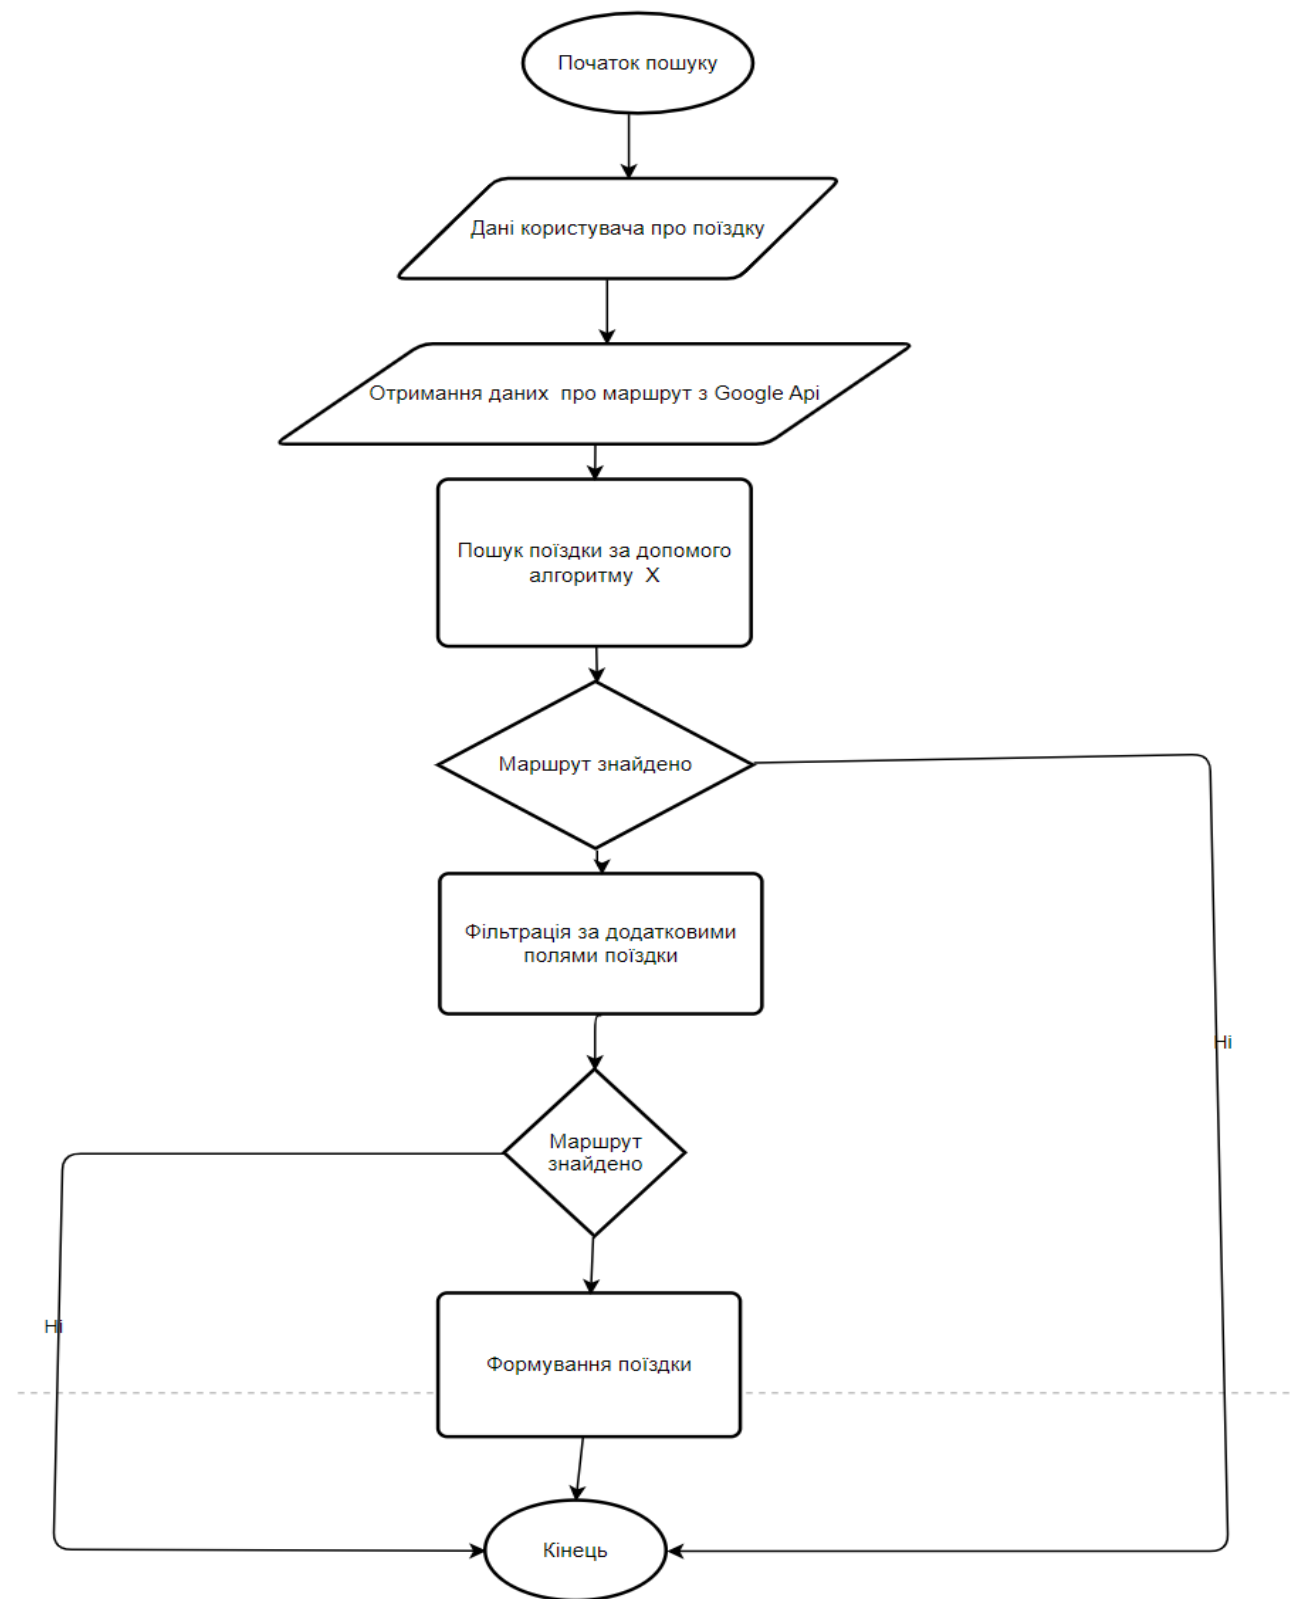 Початок пошуку
Дані користувача про поїздку
Отримання даних  про маршрут з Google Api
Пошук поїздки за допомого
алгоритму  X
Маршрут знайдено
Фільтрація за додатковими
полями поїздки
Ні
Маршрут
знайдено
Ні
Формування поїздки
Кінець